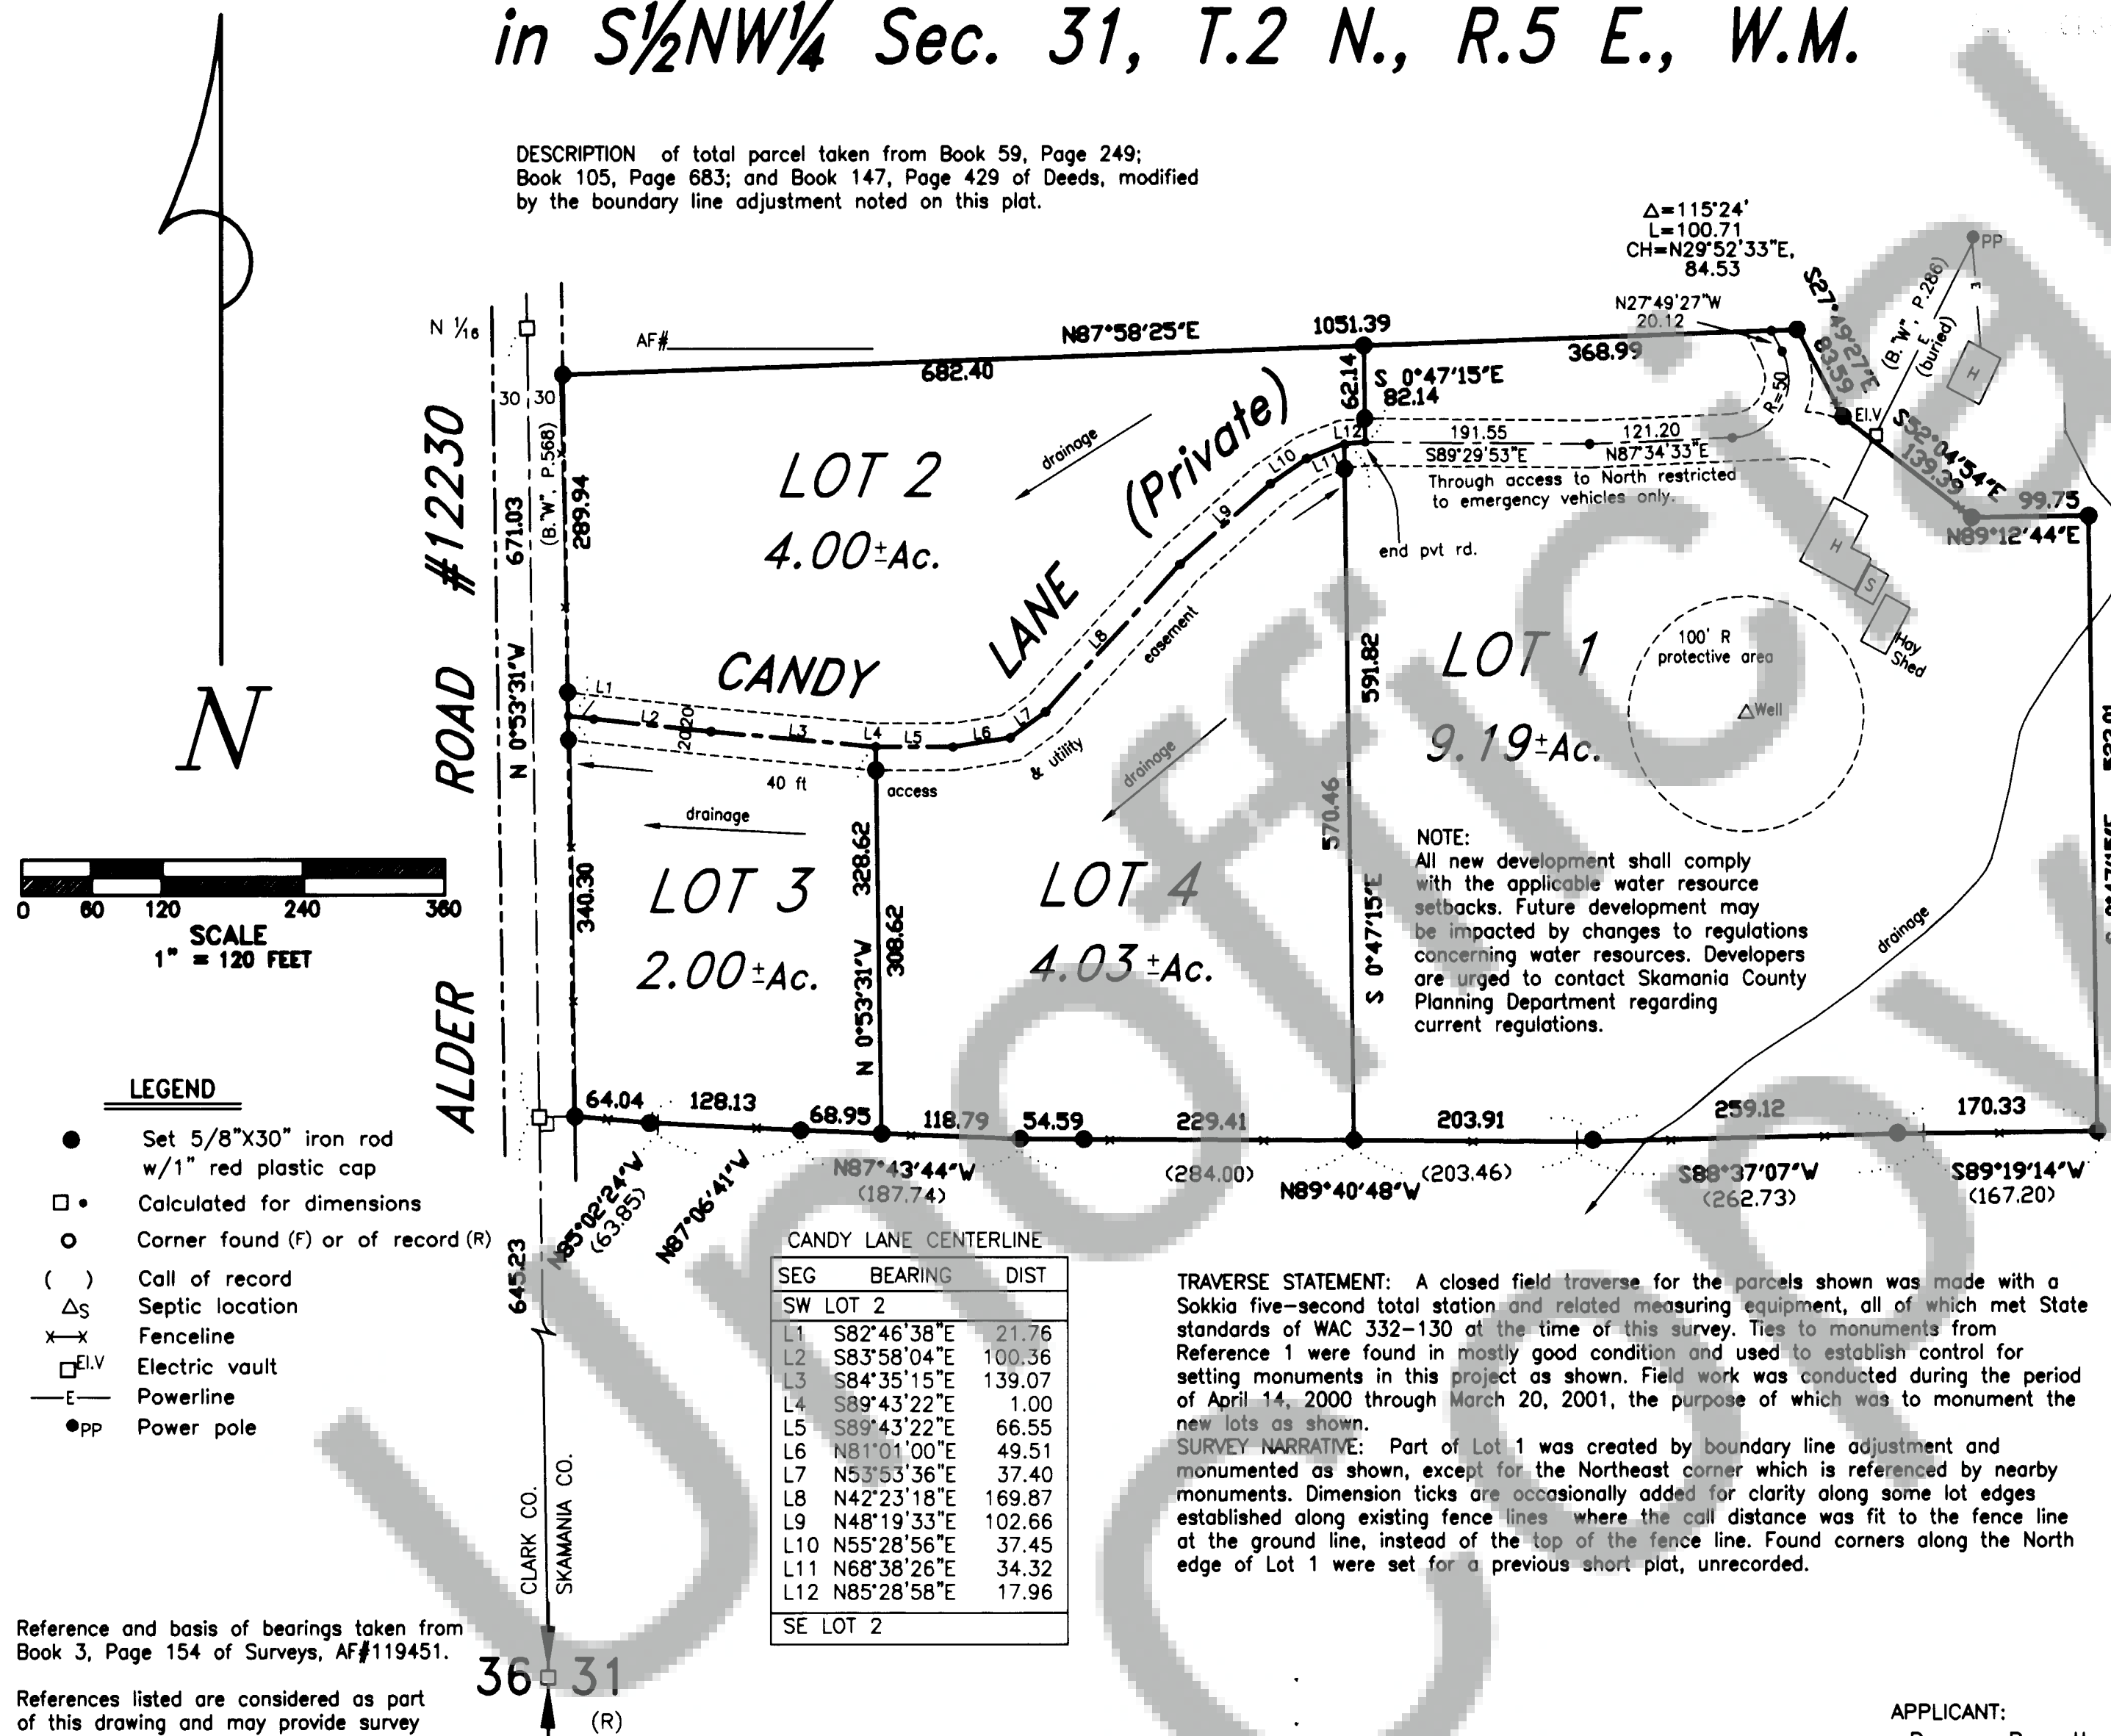 in S½NW¼ Sec. 31, T.2 N., R.5 E., W.M.
DESCRIPTION of total parcel taken from Book 59, Page 249;
Book 105, Page 683; and Book 147, Page 429 of Deeds, modified
by the boundary line adjustment noted on this plat.
Δ=115°24'
L=100.71
CH=N29°52'33"E,
84.53
N27°49'27"W
20.12
S27°49'27"E
83.59
(B."W", P.286)
E
(buried)
PP
H
N 1/16
AF#
N87°58'25"E
1051.39
682.40
368.99
30 30
(B."W", P.568)
671.03
289.94
N 0°53'31"W
ALDER ROAD #12230
62.14
S 0°47'15"E
82.14
R=50
El.V
S52°04'54"E
139.39
99.75
N89°12'44"E
191.55
S89°29'53"E
121.20
N87°34'33"E
Through access to North restricted
to emergency vehicles only.
end pvt rd.
LOT 2
4.00±Ac.
drainage
CANDY LANE (Private)
L1
L2
L3
L4
L5
L6
L7
L8
L9
L10
L11
L12
20 20
40 ft
access
& utility
easement
drainage
drainage
LOT 1
9.19±Ac.
100' R
protective area
Well
H
S
Hay
Shed
591.82
570.46
S 0°47'15"E
drainage
NOTE:
All new development shall comply
with the applicable water resource
setbacks. Future development may
be impacted by changes to regulations
concerning water resources. Developers
are urged to contact Skamania County
Planning Department regarding
current regulations.
LOT 3
2.00±Ac.
340.30
328.62
308.62
N 0°53'31"W
LOT 4
4.03±Ac.
0 60 120 240 360
SCALE
1" = 120 FEET
N
64.04
128.13
68.95
118.79
54.59
229.41
203.91
259.12
170.33
N85°02'24"W
(63.85)
N87°06'41"W
N87°43'44"W
(187.74)
(284.00)
N89°40'48"W
(203.46)
S88°37'07"W
(262.73)
S89°19'14"W
(167.20)
LEGEND
Set 5/8"X30" iron rod
w/1" red plastic cap
Calculated for dimensions
Corner found (F) or of record (R)
( ) Call of record
ΔS Septic location
x—x Fenceline
El.V Electric vault
—E— Powerline
PP Power pole
645.23
CLARK CO.
SKAMANIA CO.
36 31
(R)
CANDY LANE CENTERLINE
SEG BEARING DIST
SW LOT 2
L1 S82°46'38"E 21.76
L2 S83°58'04"E 100.36
L3 S84°35'15"E 139.07
L4 S89°43'22"E 1.00
L5 S89°43'22"E 66.55
L6 N81°01'00"E 49.51
L7 N53°53'36"E 37.40
L8 N42°23'18"E 169.87
L9 N48°19'33"E 102.66
L10 N55°28'56"E 37.45
L11 N68°38'26"E 34.32
L12 N85°28'58"E 17.96
SE LOT 2
TRAVERSE STATEMENT: A closed field traverse for the parcels shown was made with a
Sokkia five-second total station and related measuring equipment, all of which met State
standards of WAC 332-130 at the time of this survey. Ties to monuments from
Reference 1 were found in mostly good condition and used to establish control for
setting monuments in this project as shown. Field work was conducted during the period
of April 14, 2000 through March 20, 2001, the purpose of which was to monument the
new lots as shown.
SURVEY NARRATIVE: Part of Lot 1 was created by boundary line adjustment and
monumented as shown, except for the Northeast corner which is referenced by nearby
monuments. Dimension ticks are occasionally added for clarity along some lot edges
established along existing fence lines where the call distance was fit to the fence line
at the ground line, instead of the top of the fence line. Found corners along the North
edge of Lot 1 were set for a previous short plat, unrecorded.
Reference and basis of bearings taken from
Book 3, Page 154 of Surveys, AF#119451.
References listed are considered as part
of this drawing and may provide survey
APPLICANT: